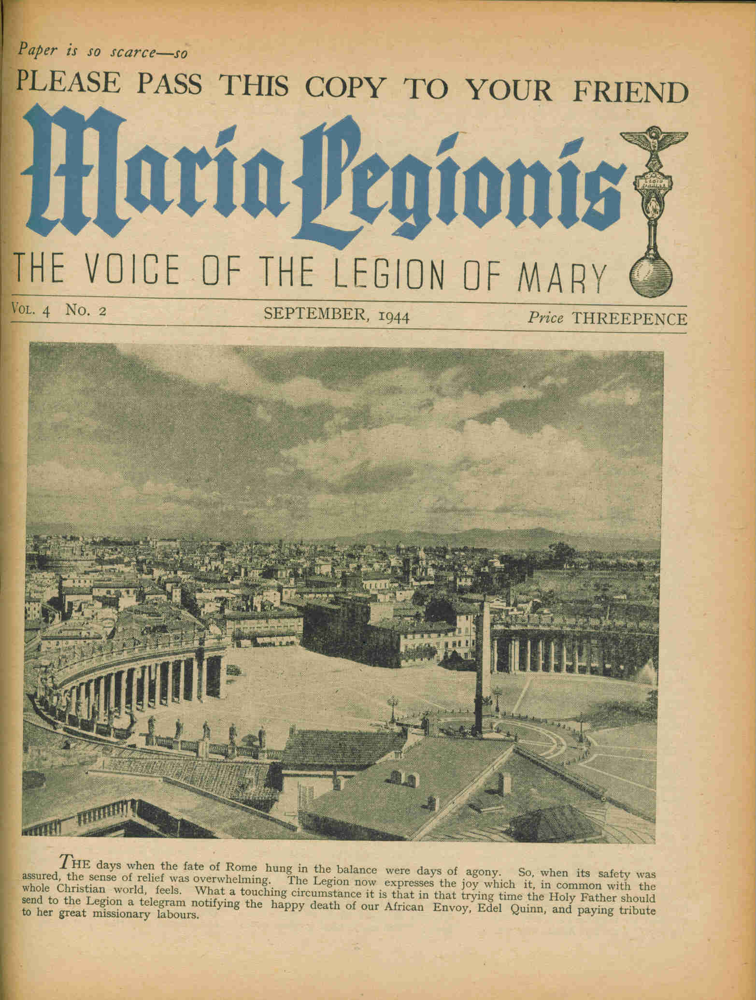 Paper is so scarce—so
PLEASE PASS THIS COPY TO YOUR FRIEND
Maria Legionis
LEGIO
MARIAE
THE VOICE OF THE LEGION OF MARY
VOL. 4 No. 2 SEPTEMBER, 1944 Price THREEPENCE
THE days when the fate of Rome hung in the balance were days of agony. So, when its safety was
assured, the sense of relief was overwhelming. The Legion now expresses the joy which it, in common with the
whole Christian world, feels. What a touching circumstance it is that in that trying time the Holy Father should
send to the Legion a telegram notifying the happy death of our African Envoy, Edel Quinn, and paying tribute
to her great missionary labours.